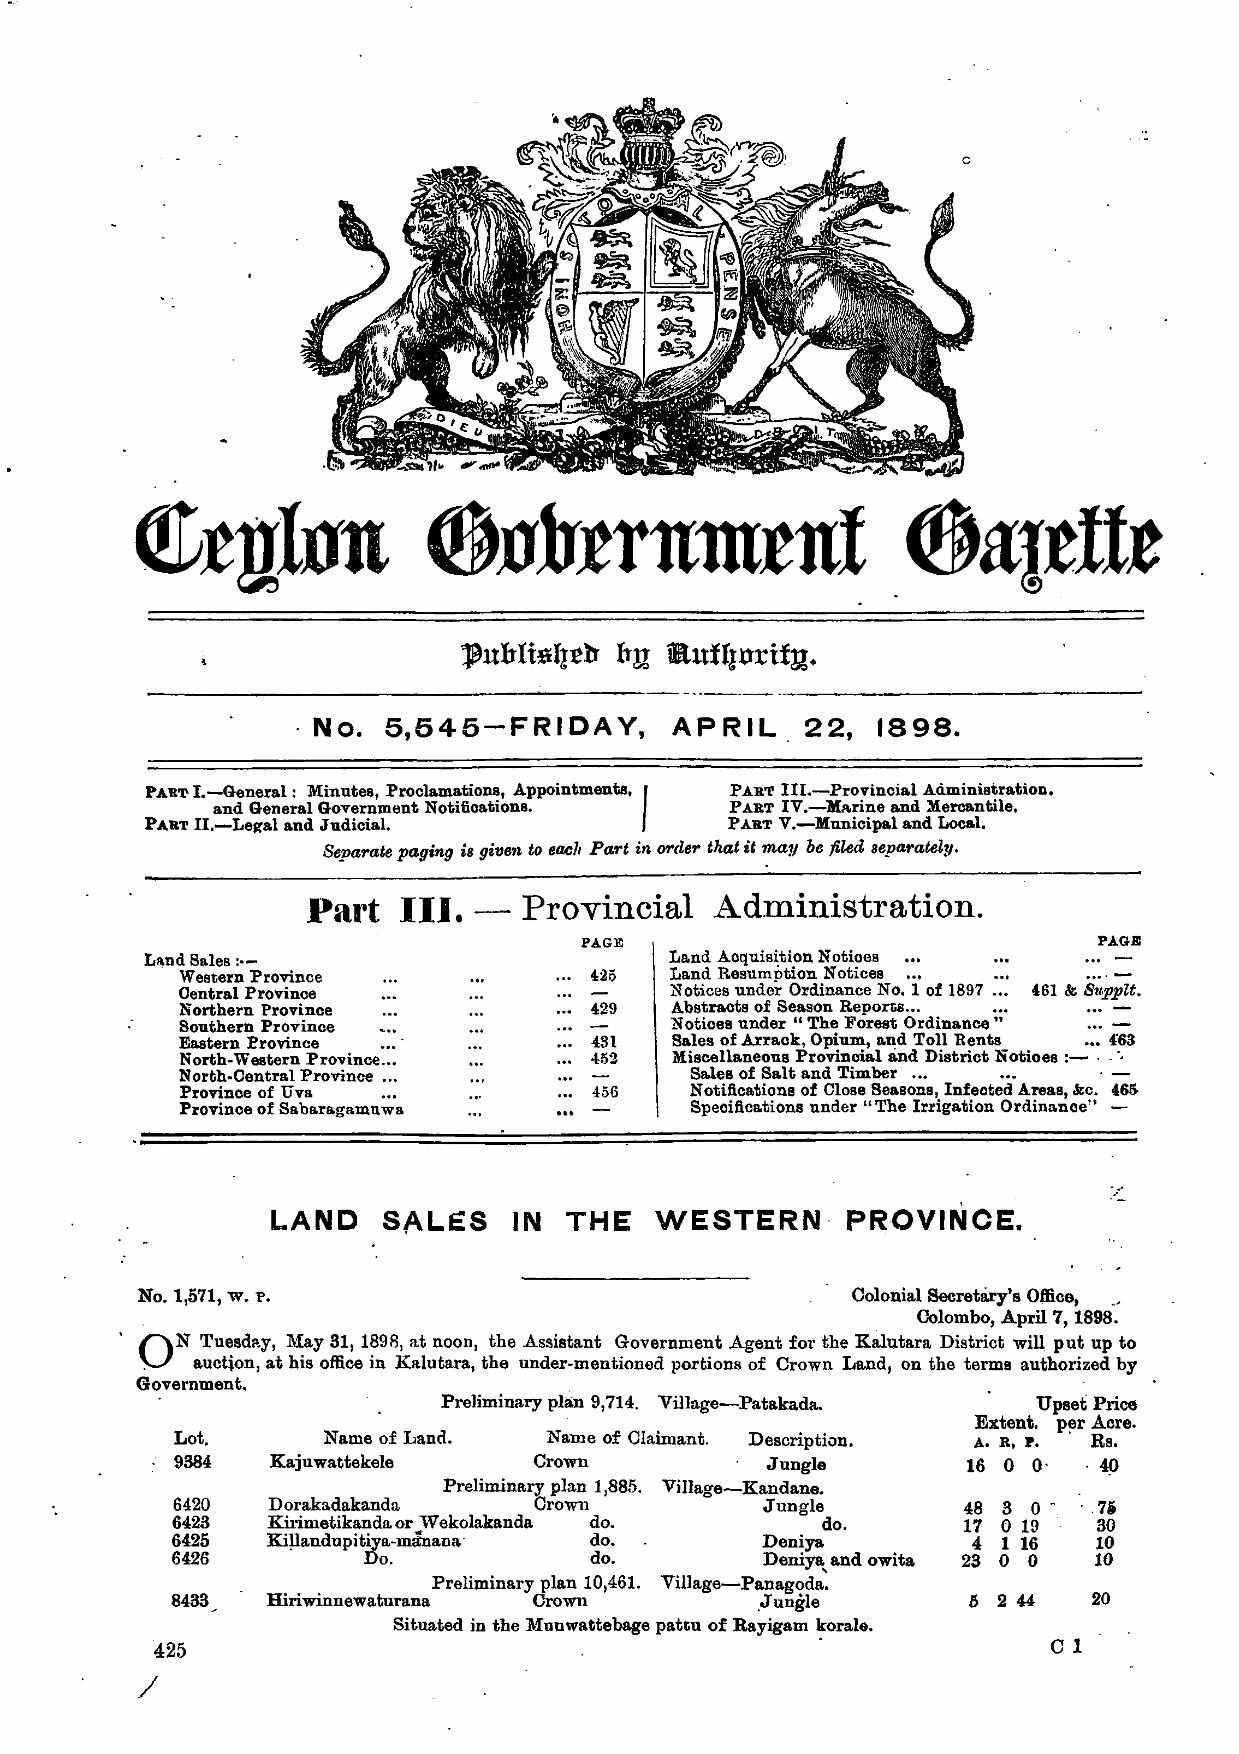 HONI SOIT QUI MAL Y PENSE
DIEU ET
Ceylon Government Gazette
Published by Authority.
No. 5,545—FRIDAY, APRIL 22, 1898.
PART I.—General: Minutes, Proclamations, Appointments, and General Government Notifications.
PART II.—Legal and Judicial.
PART III.—Provincial Administration.
PART IV.—Marine and Mercantile.
PART V.—Municipal and Local.
Separate paging is given to each Part in order that it may be filed separately.
Part III. — Provincial Administration.
PAGE
Land Sales :—
Western Province ... ... ... 425
Central Province ... ... ... —
Northern Province ... ... ... 429
Southern Province ... ... ... —
Eastern Province ... ... ... 431
North-Western Province... ... ... 452
North-Central Province ... ... ... —
Province of Uva ... ... ... 456
Province of Sabaragamuwa ... ... —
PAGE
Land Acquisition Notices ... ... ... —
Land Resumption Notices ... ... ... —
Notices under Ordinance No. 1 of 1897 ... 461 & Supplt.
Abstracts of Season Reports... ... ... —
Notices under "The Forest Ordinance" ... —
Sales of Arrack, Opium, and Toll Rents ... 463
Miscellaneous Provincial and District Notices :—
Sales of Salt and Timber ... ... —
Notifications of Close Seasons, Infected Areas, &c. 465
Specifications under "The Irrigation Ordinance" —
LAND SALES IN THE WESTERN PROVINCE.
No. 1,571, W. P.
Colonial Secretary's Office,
Colombo, April 7, 1898.
ON Tuesday, May 31, 1898, at noon, the Assistant Government Agent for the Kalutara District will put up to
auction, at his office in Kalutara, the under-mentioned portions of Crown Land, on the terms authorized by
Government.
Preliminary plan 9,714. Village—Patakada. Upset Price
Extent. per Acre.
Lot. Name of Land. Name of Claimant. Description. A. R. P. Rs.
9384 Kajuwattekele Crown Jungle 16 0 0 40
Preliminary plan 1,885. Village—Kandane.
6420 Dorakadakanda Crown Jungle 48 3 0 75
6423 Kirimetikanda or Wekolakanda do. do. 17 0 19 30
6425 Killandupitiya-mánana do. Deniya 4 1 16 10
6426 Do. do. Deniya and owita 23 0 0 10
Preliminary plan 10,461. Village—Panagoda.
8433 Hiriwinnewaturana Crown Jungle 5 2 44 20
Situated in the Munwattebage pattu of Rayigam korale.
425 C 1